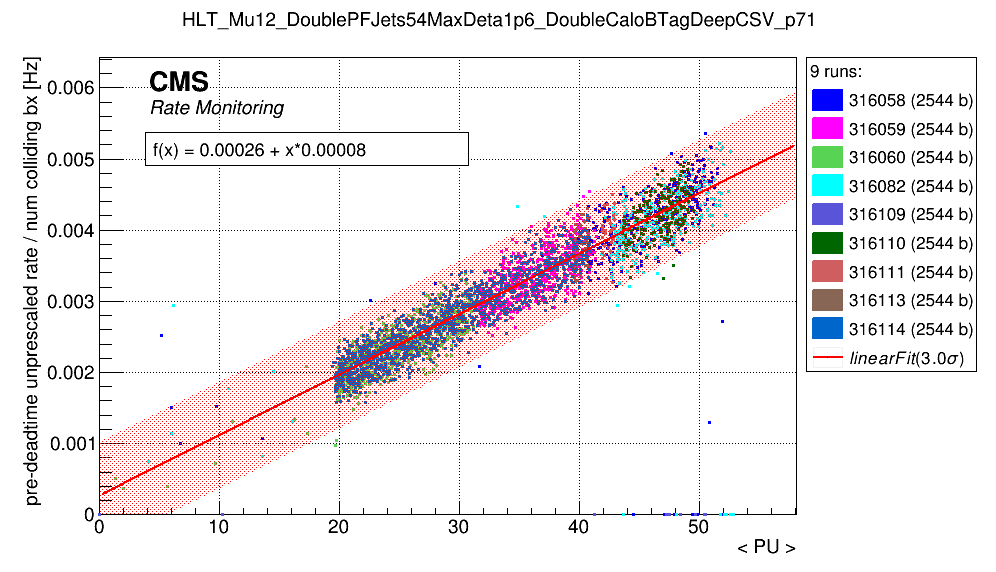 HLT_Mu12_DoublePFJets54MaxDeta1p6_DoubleCaloBTagDeepCSV_p71
pre-deadtime unprescaled rate / num colliding bx [Hz]
CMS
Rate Monitoring
f(x) = 0.00026 + x*0.00008
0.006
0.005
0.004
0.003
0.002
0.001
0
0 10 20 30 40 50
< PU >
9 runs:
316058 (2544 b)
316059 (2544 b)
316060 (2544 b)
316082 (2544 b)
316109 (2544 b)
316110 (2544 b)
316111 (2544 b)
316113 (2544 b)
316114 (2544 b)
linearFit(3.0σ)